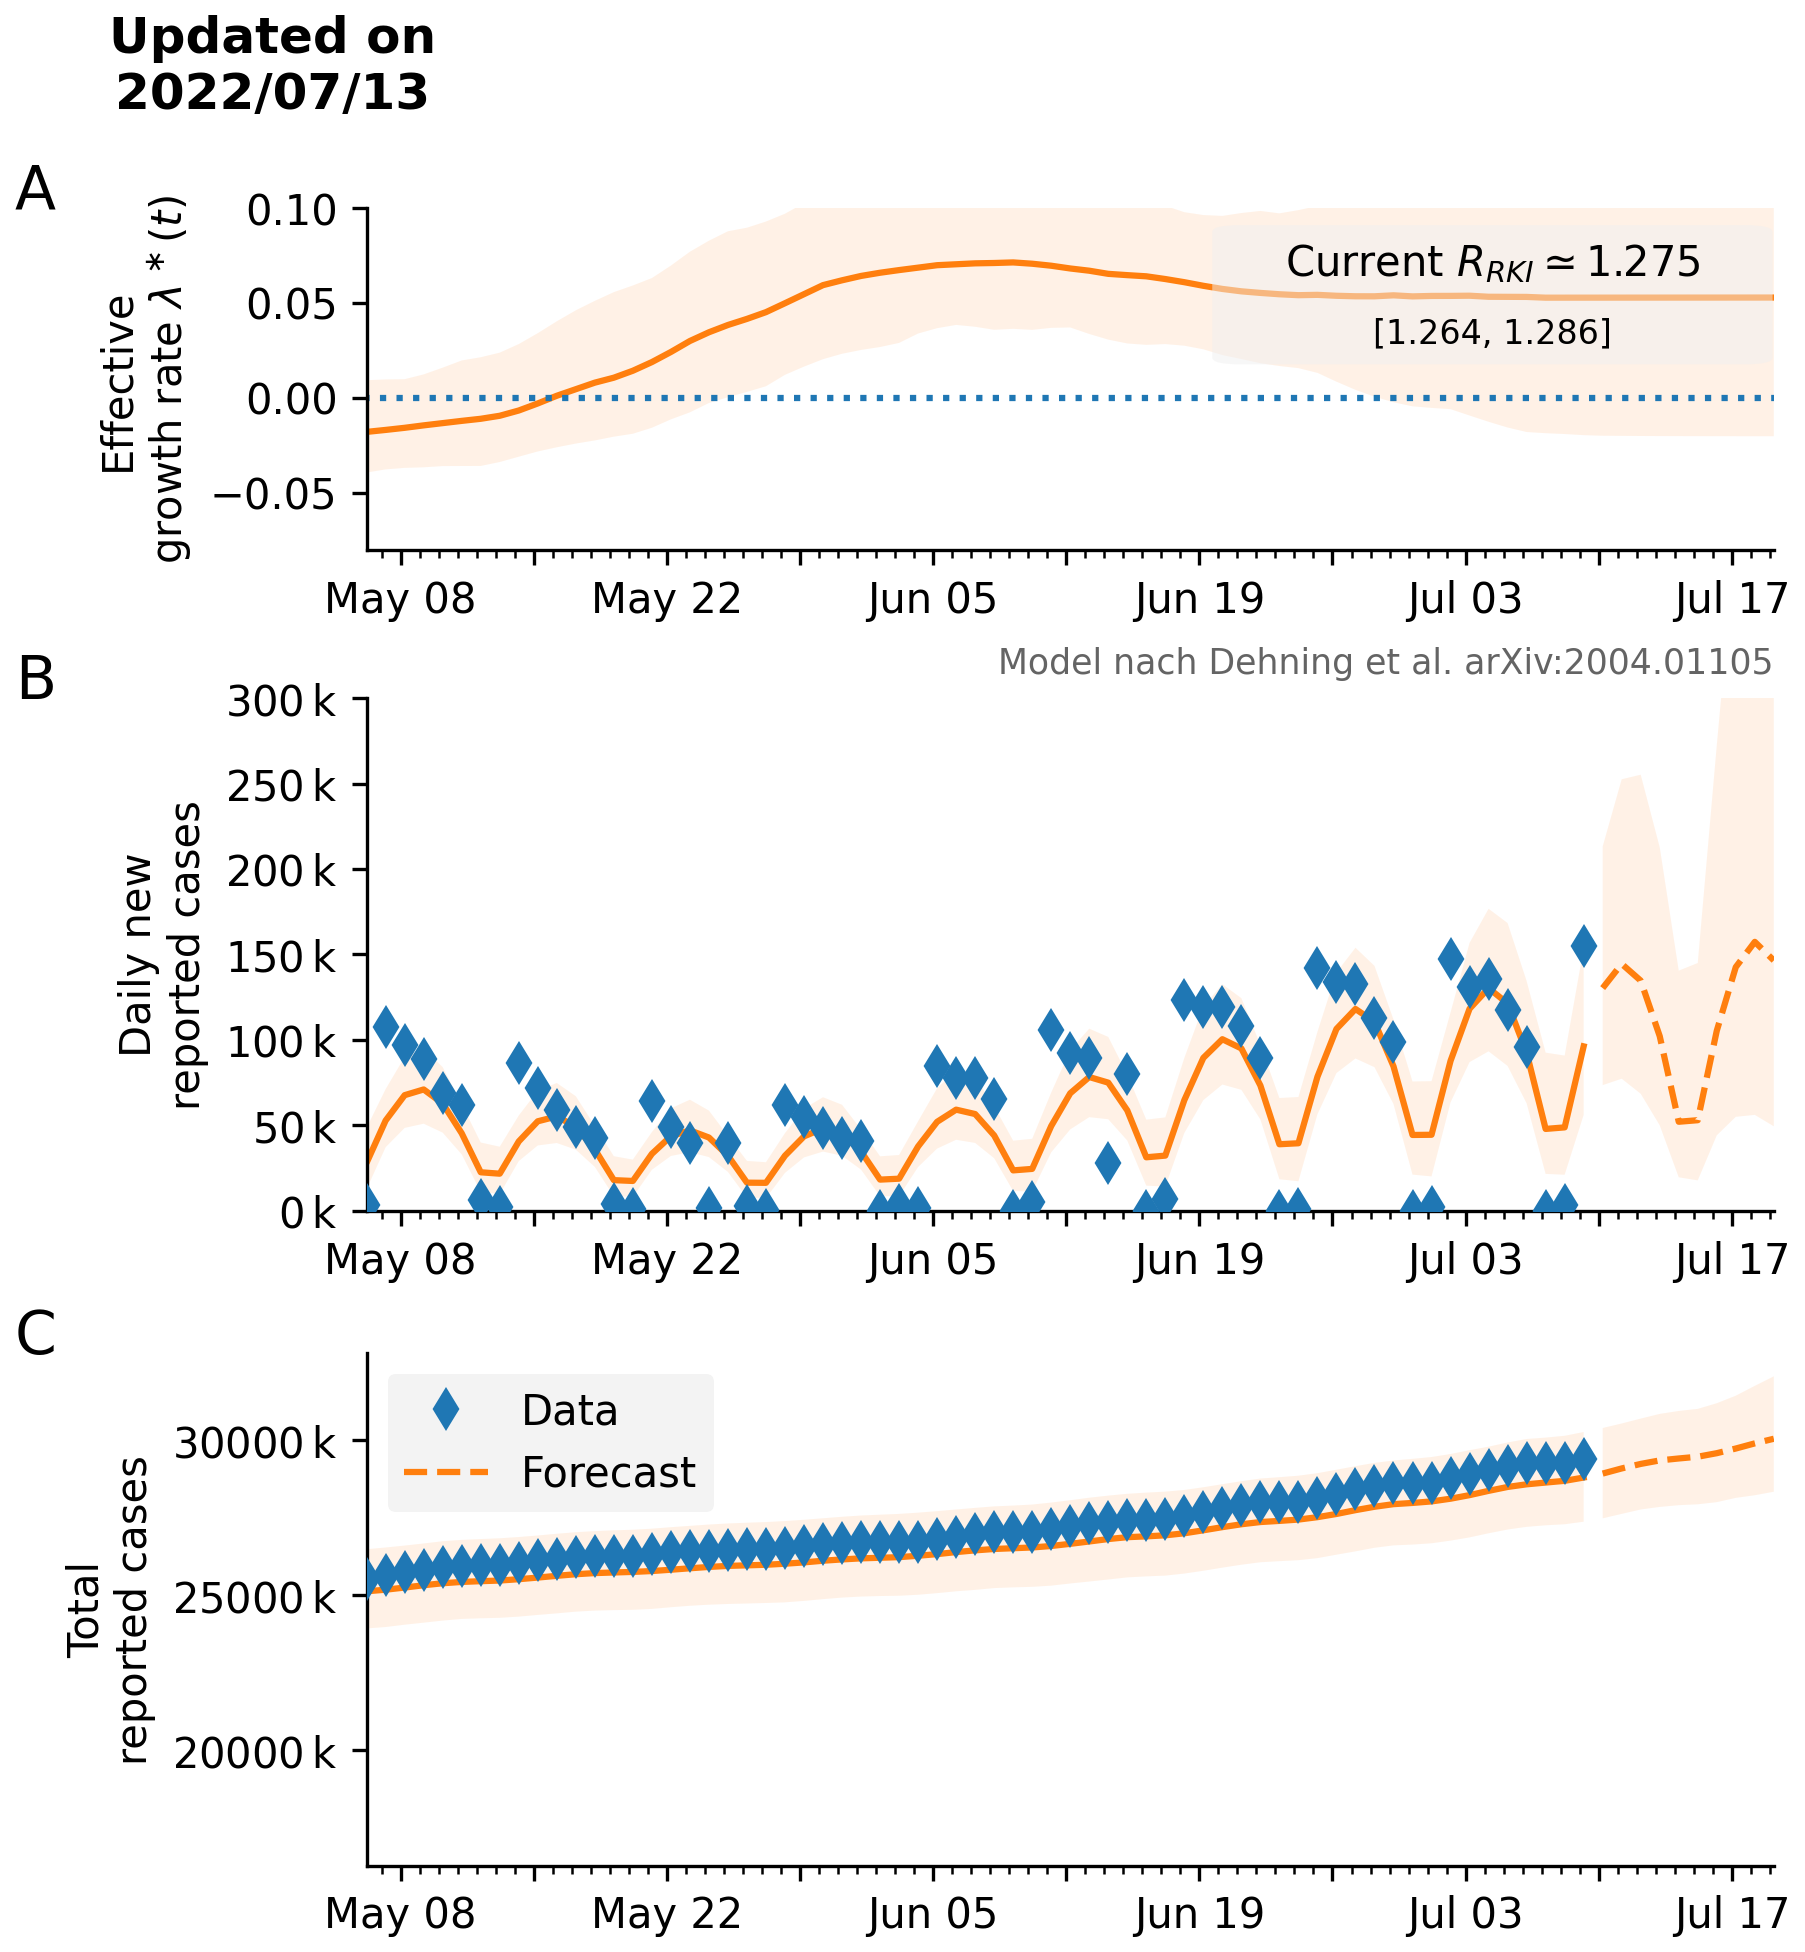 Updated on
2022/07/13
A
Effective
growth rate λ * (t)
0.10
0.05
0.00
−0.05
Current R_RKI ≃ 1.275
[1.264, 1.286]
May 08
May 22
Jun 05
Jun 19
Jul 03
Jul 17
B
Model nach Dehning et al. arXiv:2004.01105
Daily new
reported cases
300 k
250 k
200 k
150 k
100 k
50 k
0 k
May 08
May 22
Jun 05
Jun 19
Jul 03
Jul 17
C
Total
reported cases
30000 k
25000 k
20000 k
Data
Forecast
May 08
May 22
Jun 05
Jun 19
Jul 03
Jul 17